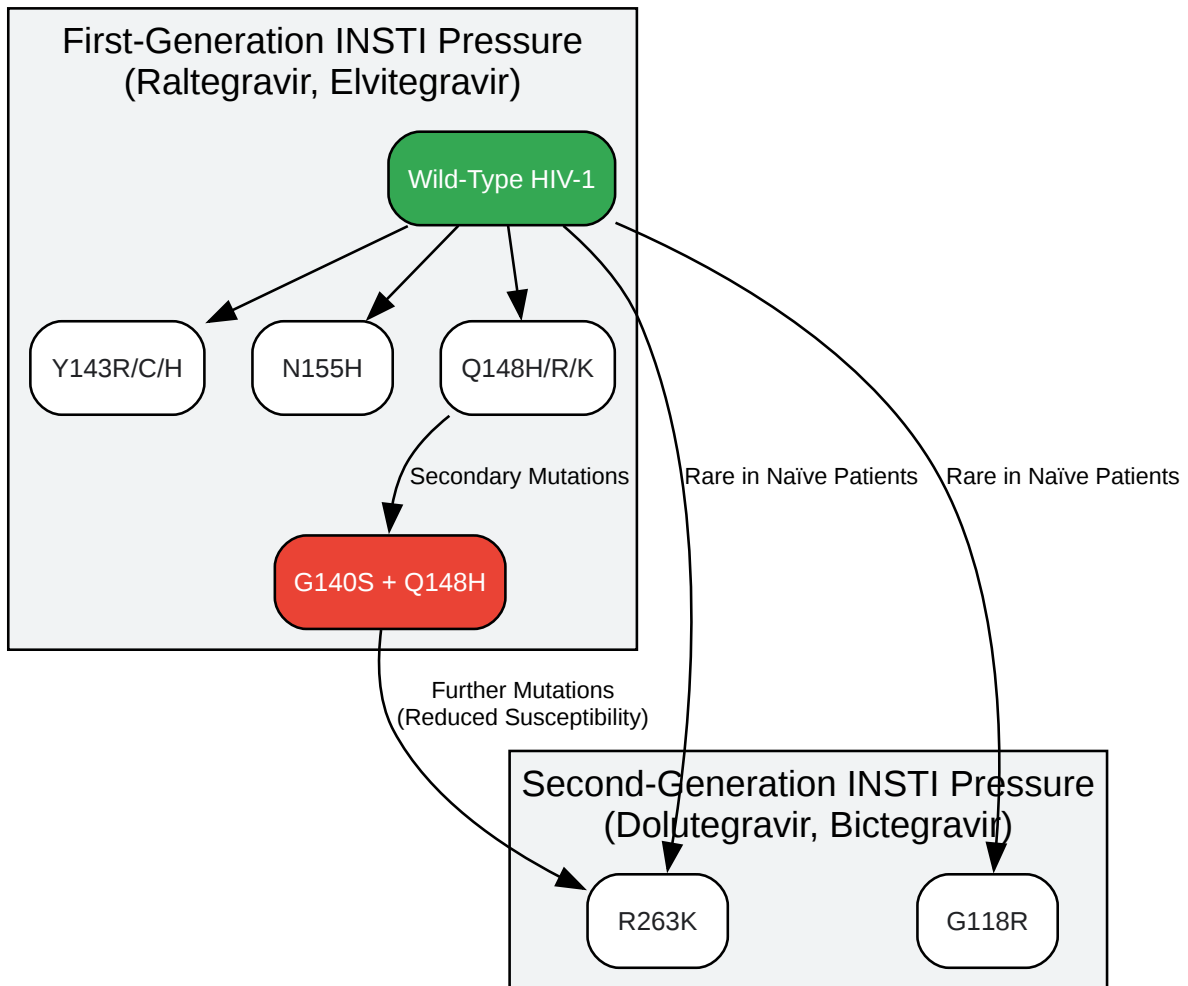 First-Generation INSTI Pressure
(Raltegravir, Elvitegravir)
Wild-Type HIV-1
Y143R/C/H
N155H
Q148H/R/K
Secondary Mutations
Rare in Naïve Patients
Rare in Naïve Patients
G140S + Q148H
Further Mutations
(Reduced Susceptibility)
Second-Generation INSTI Pressure
(Dolutegravir, Bictegravir)
R263K
G118R